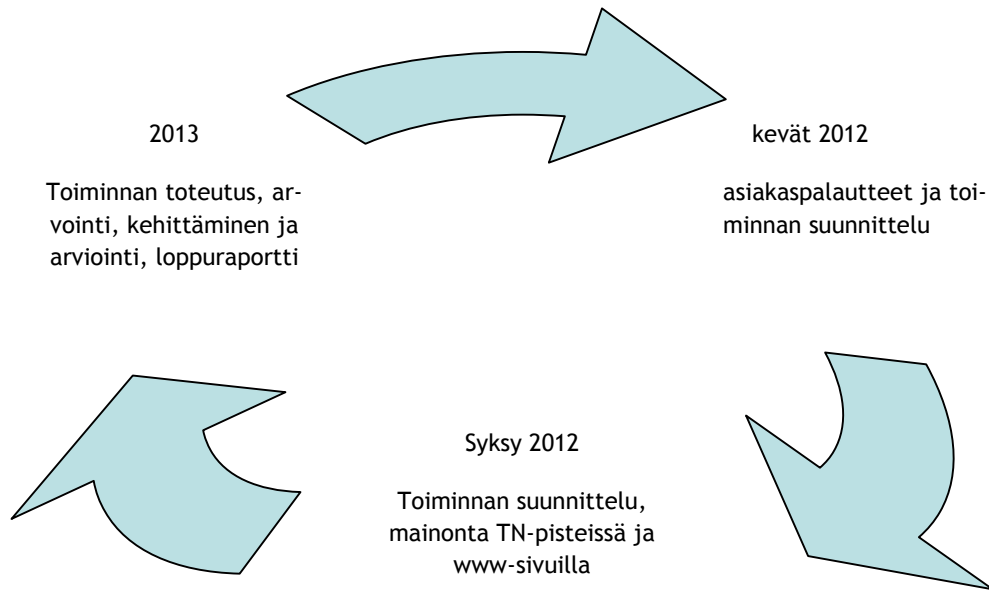 2013
Toiminnan toteutus, ar-
vointi, kehittäminen ja
arviointi, loppuraportti
kevät 2012
asiakaspalautteet ja toi-
minnan suunnittelu
Syksy 2012
Toiminnan suunnittelu,
mainonta TN-pisteissä ja
www-sivuilla